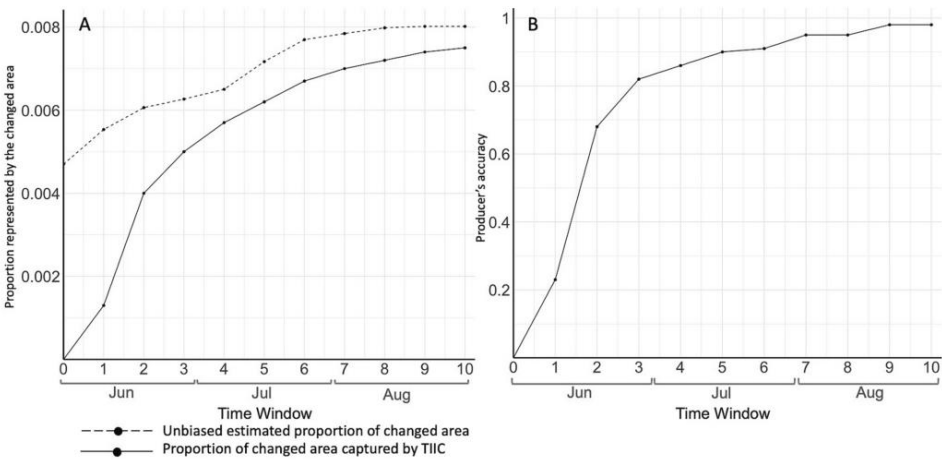 A
Proportion represented by the changed area
0.008
0.006
0.004
0.002
0 1 2 3 4 5 6 7 8 9 10
Jun Jul Aug
Time Window
Unbiased estimated proportion of changed area
Proportion of changed area captured by TIIC
B
Producer's accuracy
1
0.8
0.6
0.4
0.2
0 1 2 3 4 5 6 7 8 9 10
Jun Jul Aug
Time Window